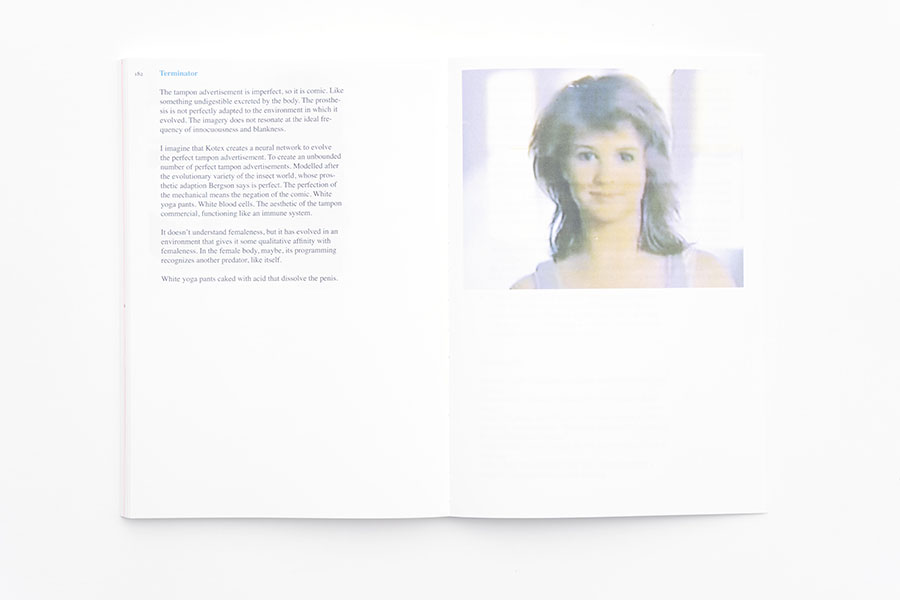 182 Terminator
The tampon advertisement is imperfect, so it is comic. Like
something undigestible excreted by the body. The prosthe-
sis is not perfectly adapted to the environment in which it
evolved. The imagery does not resonate at the ideal fre-
quency of innocuousness and blankness.
I imagine that Kotex creates a neural network to evolve
the perfect tampon advertisement. To create an unbounded
number of perfect tampon advertisements. Modelled after
the evolutionary variety of the insect world, whose pros-
thetic adaption Bergson says is perfect. The perfection of
the mechanical means the negation of the comic. White
yoga pants. White blood cells. The aesthetic of the tampon
commercial, functioning like an immune system.
It doesn't understand femaleness, but it has evolved in an
environment that gives it some qualitative affinity with
femaleness. In the female body, maybe, its programming
recognizes another predator, like itself.
White yoga pants caked with acid that dissolve the penis.